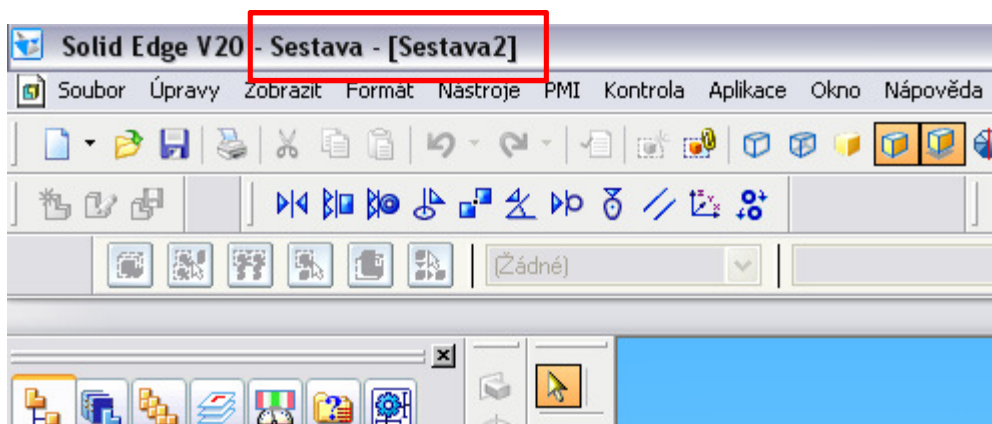 Solid Edge V20 - Sestava - [Sestava2]
Soubor Úpravy Zobrazit Formát Nástroje PMI Kontrola Aplikace Okno Nápověda
(Žádné)